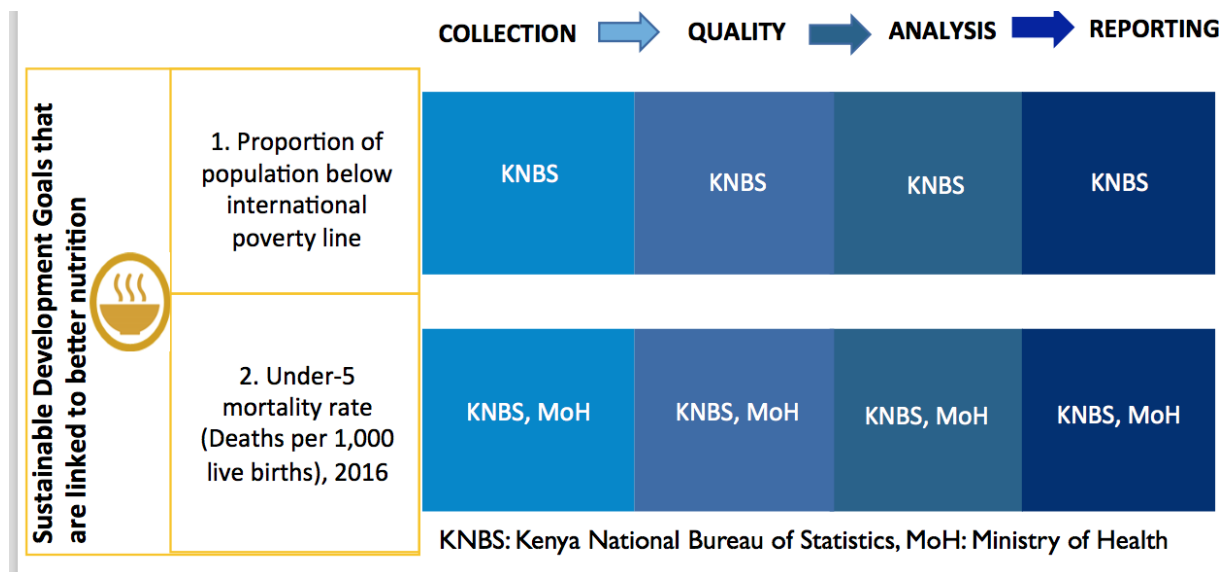 COLLECTION QUALITY ANALYSIS REPORTING
Sustainable Development Goals that
are linked to better nutrition
1. Proportion of
population below
international
poverty line
KNBS KNBS KNBS KNBS
2. Under-5
mortality rate
(Deaths per 1,000
live births), 2016
KNBS, MoH KNBS, MoH KNBS, MoH KNBS, MoH
KNBS: Kenya National Bureau of Statistics, MoH: Ministry of Health